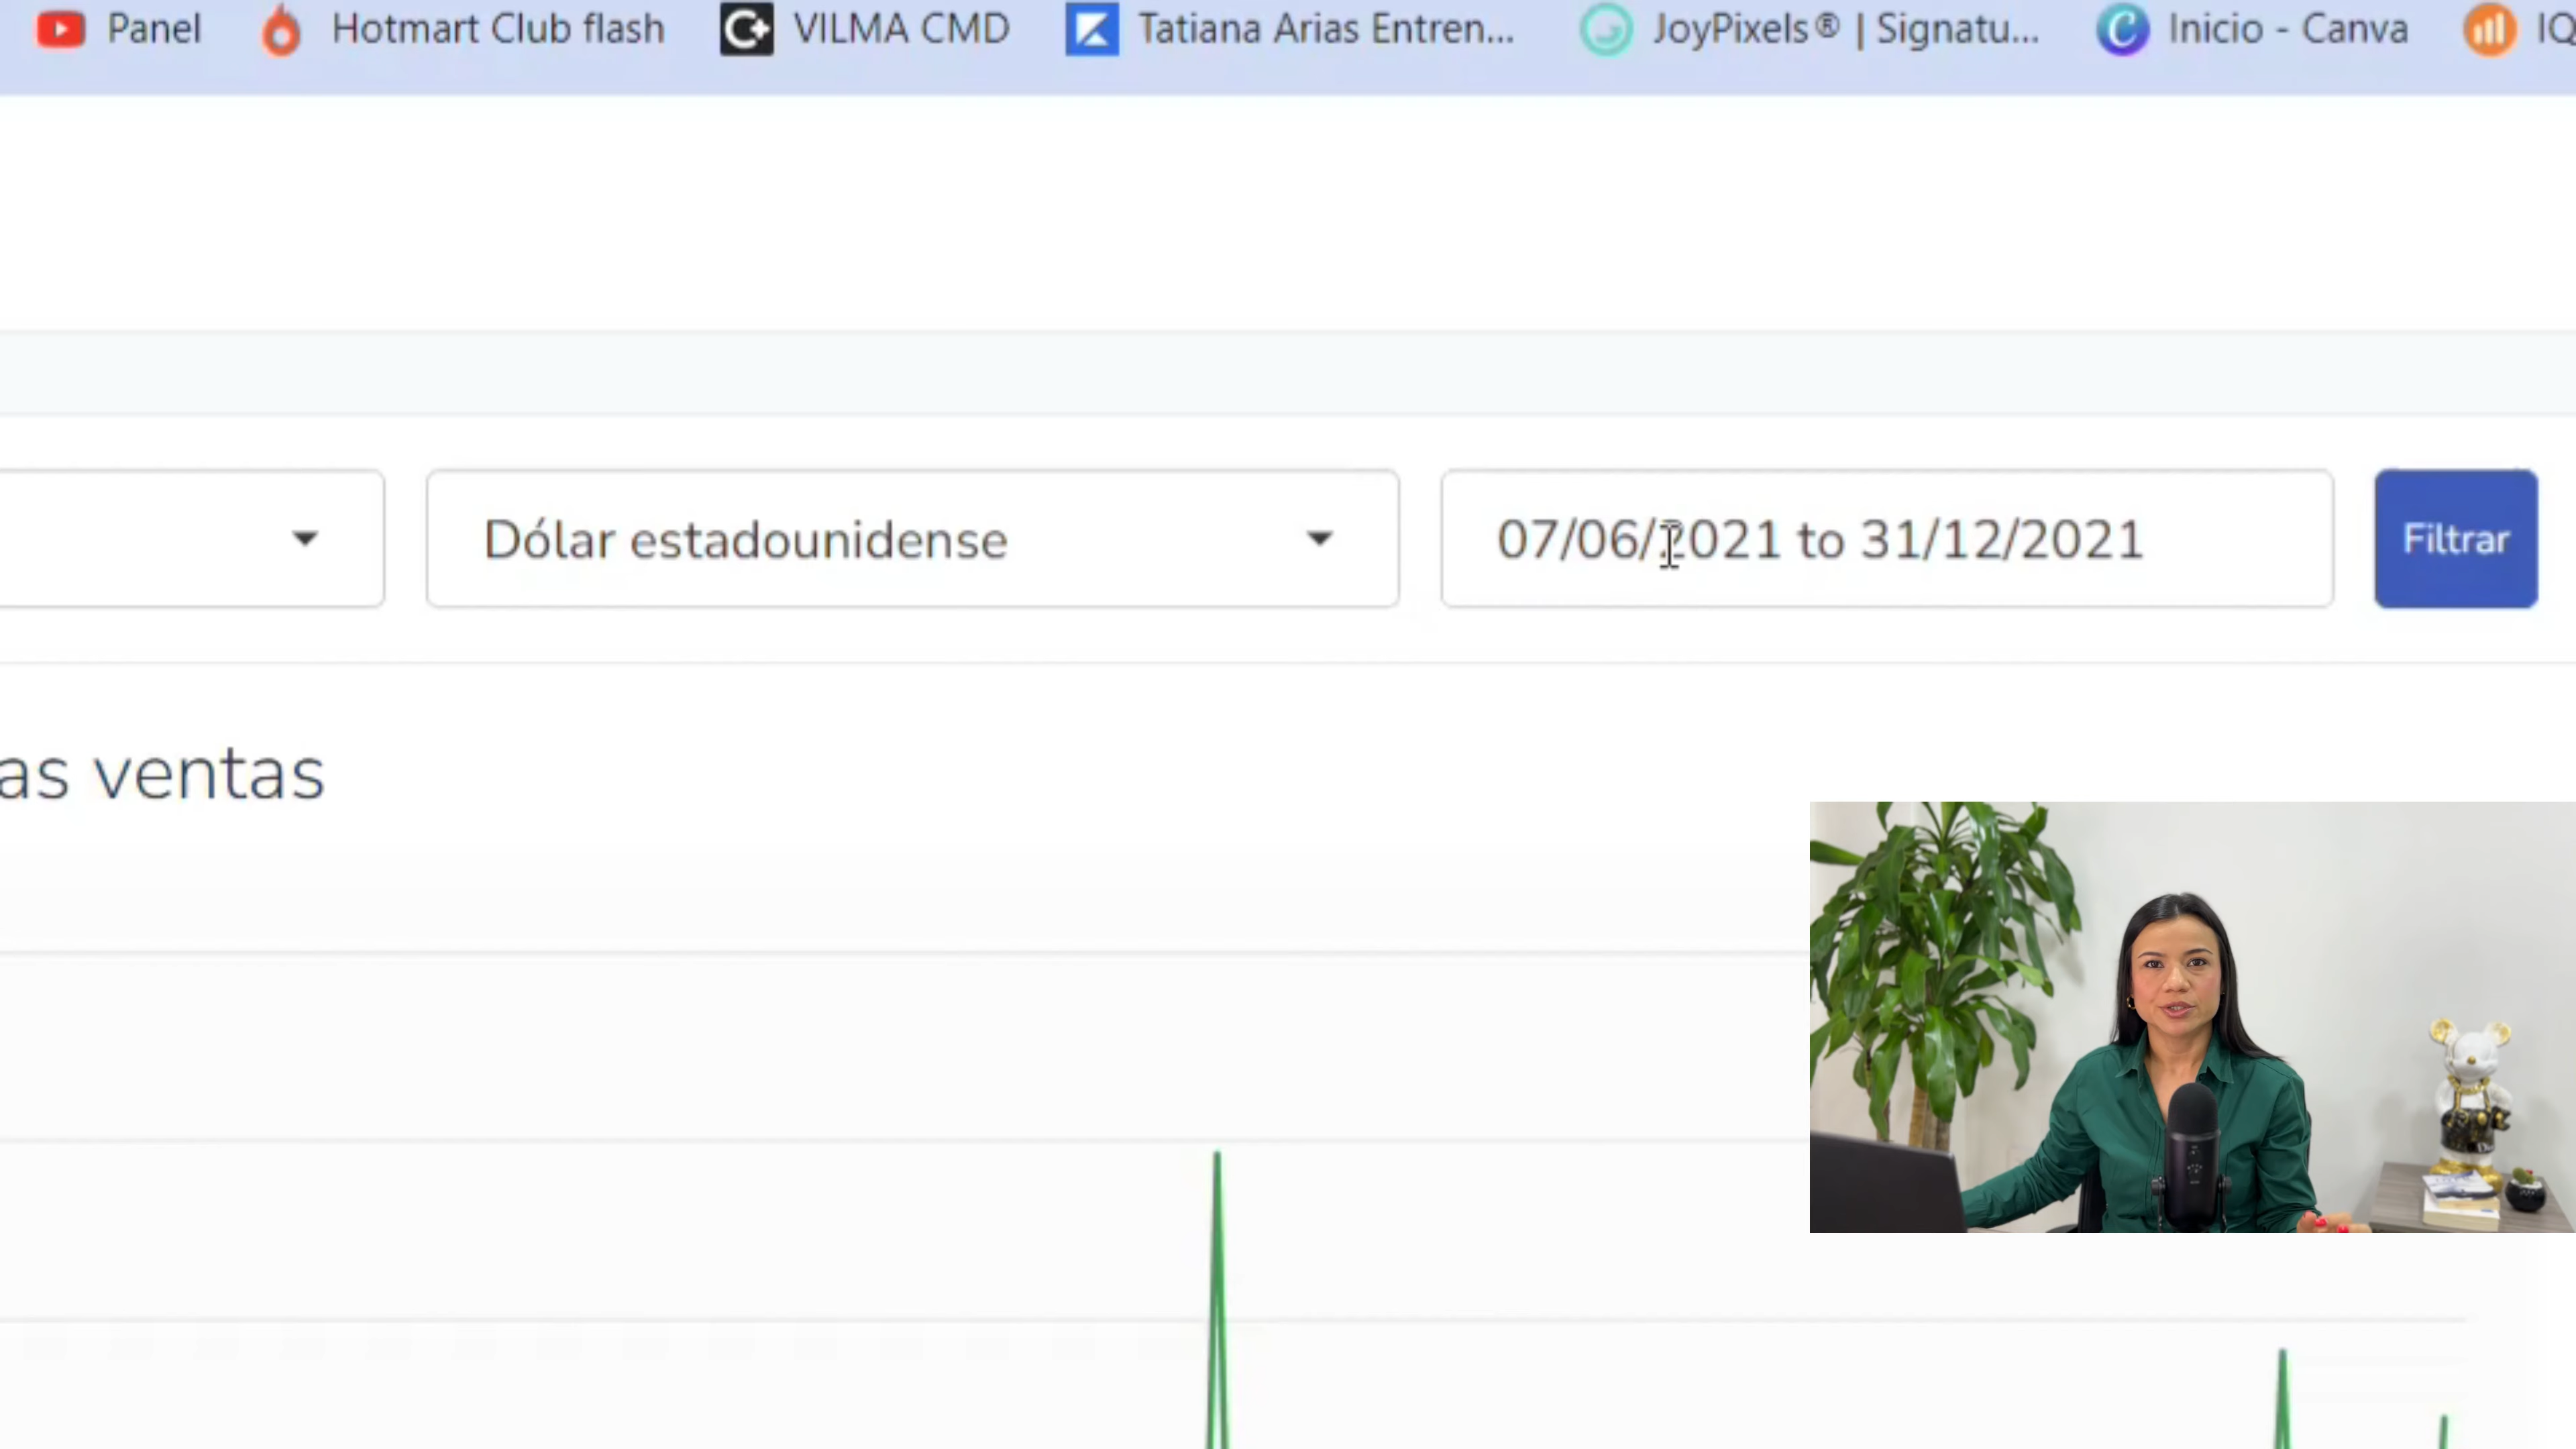 Panel Hotmart Club flash VILMA CMD Tatiana Arias Entren... JoyPixels® | Signatu... Inicio - Canva IQ
Dólar estadounidense 07/06/2021 to 31/12/2021 Filtrar
as ventas